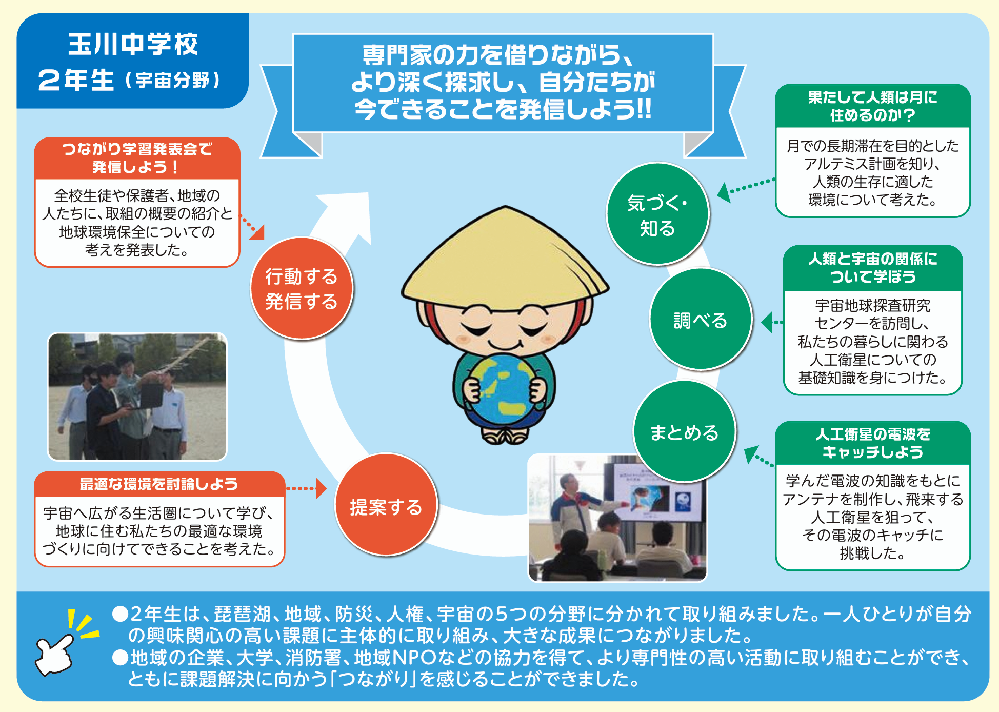 玉川中学校
2年生（宇宙分野）
専門家の力を借りながら、
より深く探求し、自分たちが
今できることを発信しよう!!
果たして人類は月に
住めるのか？
月での長期滞在を目的とした
アルテミス計画を知り、
人類の生存に適した
環境について考えた。
気づく・
知る
人類と宇宙の関係に
ついて学ぼう
宇宙地球探査研究
センターを訪問し、
私たちの暮らしに関わる
人工衛星についての
基礎知識を身につけた。
調べる
人工衛星の電波を
キャッチしよう
学んだ電波の知識をもとに
アンテナを制作し、飛来する
人工衛星を狙って、
その電波のキャッチに
挑戦した。
まとめる
最適な環境を討論しよう
宇宙へ広がる生活圏について学び、
地球に住む私たちの最適な環境
づくりに向けてできることを考えた。
提案する
つながり学習発表会で
発信しよう！
全校生徒や保護者、地域の
人たちに、取組の概要の紹介と
地球環境保全についての
考えを発表した。
行動する
発信する
●2年生は、琵琶湖、地域、防災、人権、宇宙の5つの分野に分かれて取り組みました。一人ひとりが自分
の興味関心の高い課題に主体的に取り組み、大きな成果につながりました。
●地域の企業、大学、消防署、地域NPOなどの協力を得て、より専門性の高い活動に取り組むことができ、
ともに課題解決に向かう「つながり」を感じることができました。